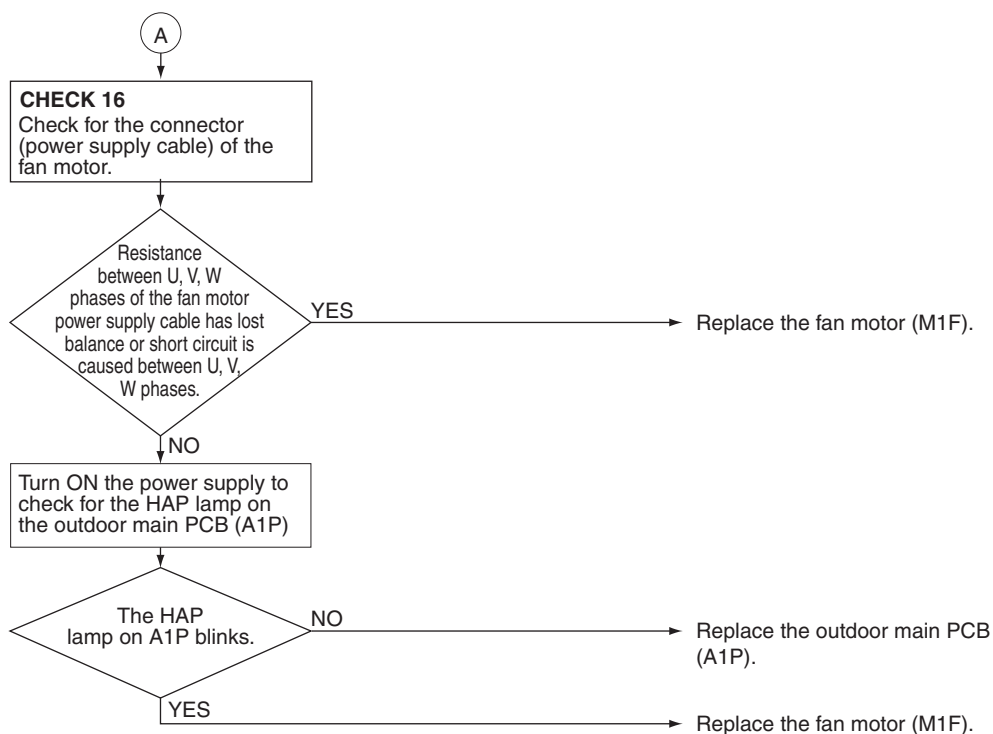 A
CHECK 16
Check for the connector
(power supply cable) of the
fan motor.
Resistance
between U, V, W
phases of the fan motor
power supply cable has lost
balance or short circuit is
caused between U, V,
W phases.
YES
Replace the fan motor (M1F).
NO
Turn ON the power supply to
check for the HAP lamp on
the outdoor main PCB (A1P)
The HAP
lamp on A1P blinks.
NO
Replace the outdoor main PCB
(A1P).
YES
Replace the fan motor (M1F).